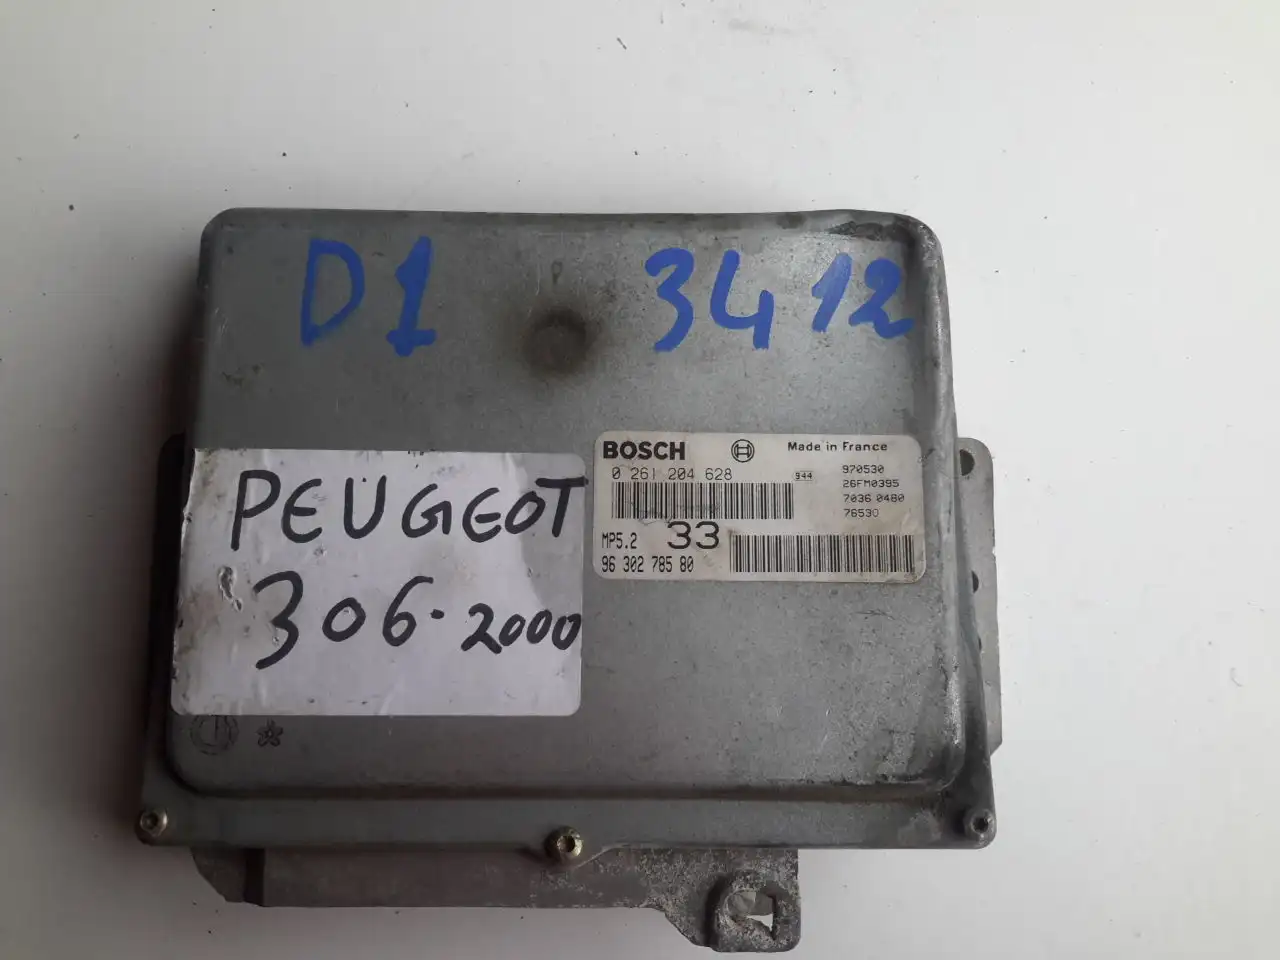 D1 3412
BOSCH Made in France
0 261 204 628 944 970530
26FM0395
7036 0480
76530
MP5.2 33
96 302 785 80
PEUGEOT
306-2000